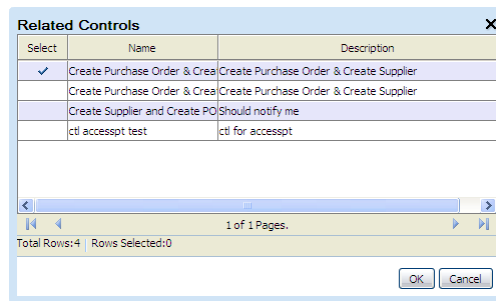 Related Controls
Select Name Description
Create Purchase Order & Crea Create Purchase Order & Create Supplier
Create Purchase Order & Crea Create Purchase Order & Create Supplier
Create Supplier and Create PO Should notify me
ctl accesspt test ctl for accesspt
1 of 1 Pages.
Total Rows:4 Rows Selected:0
OK Cancel